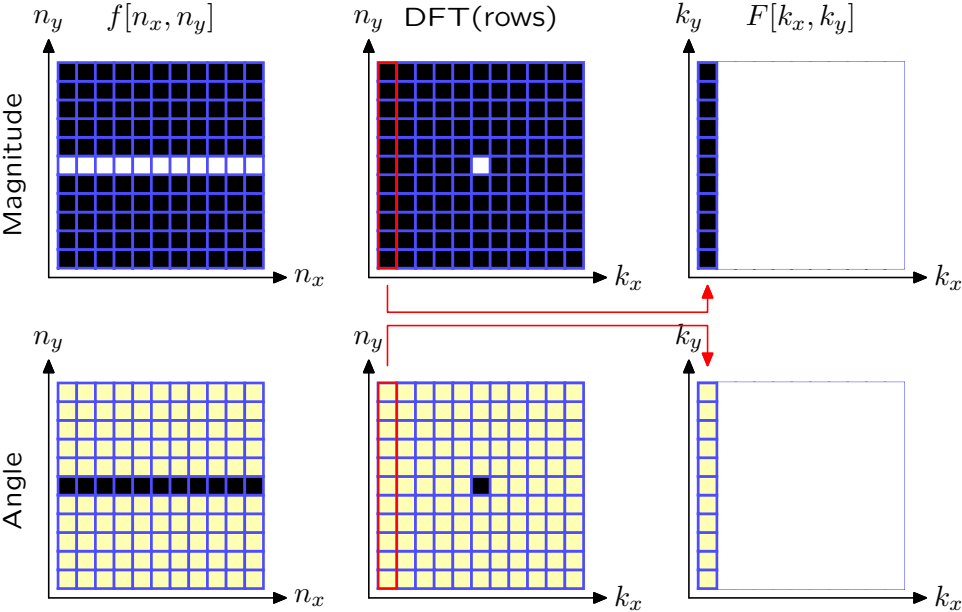 n_y f[n_x, n_y] n_y DFT(rows) k_y F[k_x, k_y]
Magnitude
n_x k_x k_x
n_y n_y k_y
Angle
n_x k_x k_x